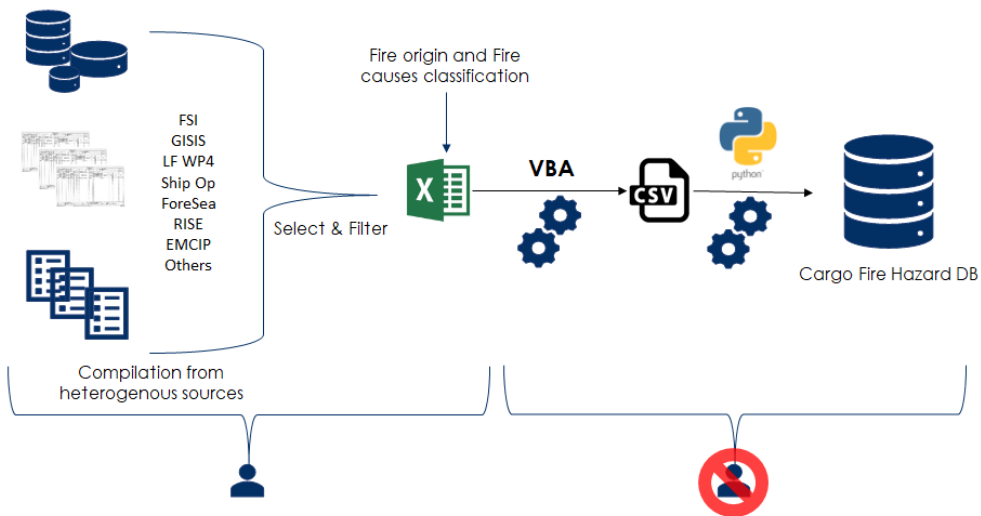 FSI
GISIS
LF WP4
Ship Op
ForeSea
RISE
EMCIP
Others
Compilation from
heterogenous sources
Select & Filter
Fire origin and Fire
causes classification
X
VBA
CSV
python
Cargo Fire Hazard DB